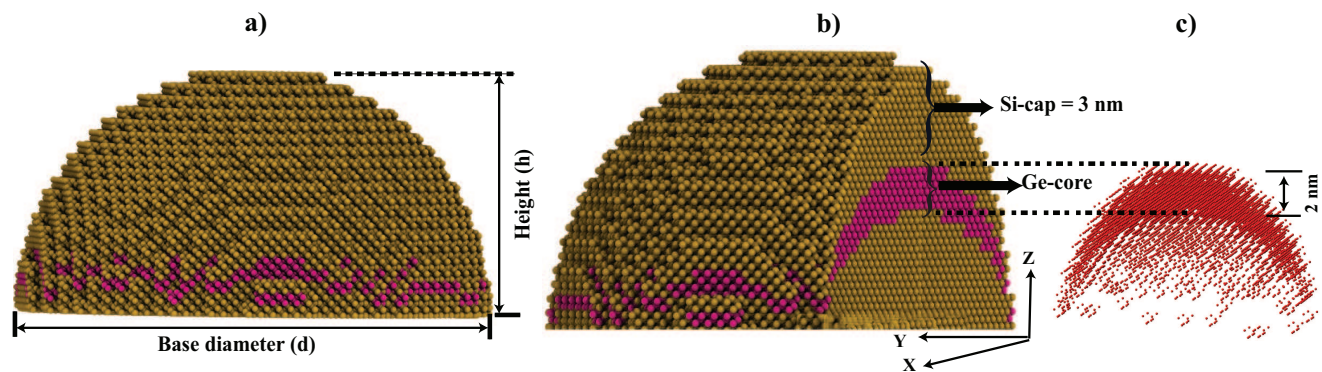 a)
b)
c)
Height (h)
Base diameter (d)
Si-cap = 3 nm
Ge-core
2 nm
Z
Y
X